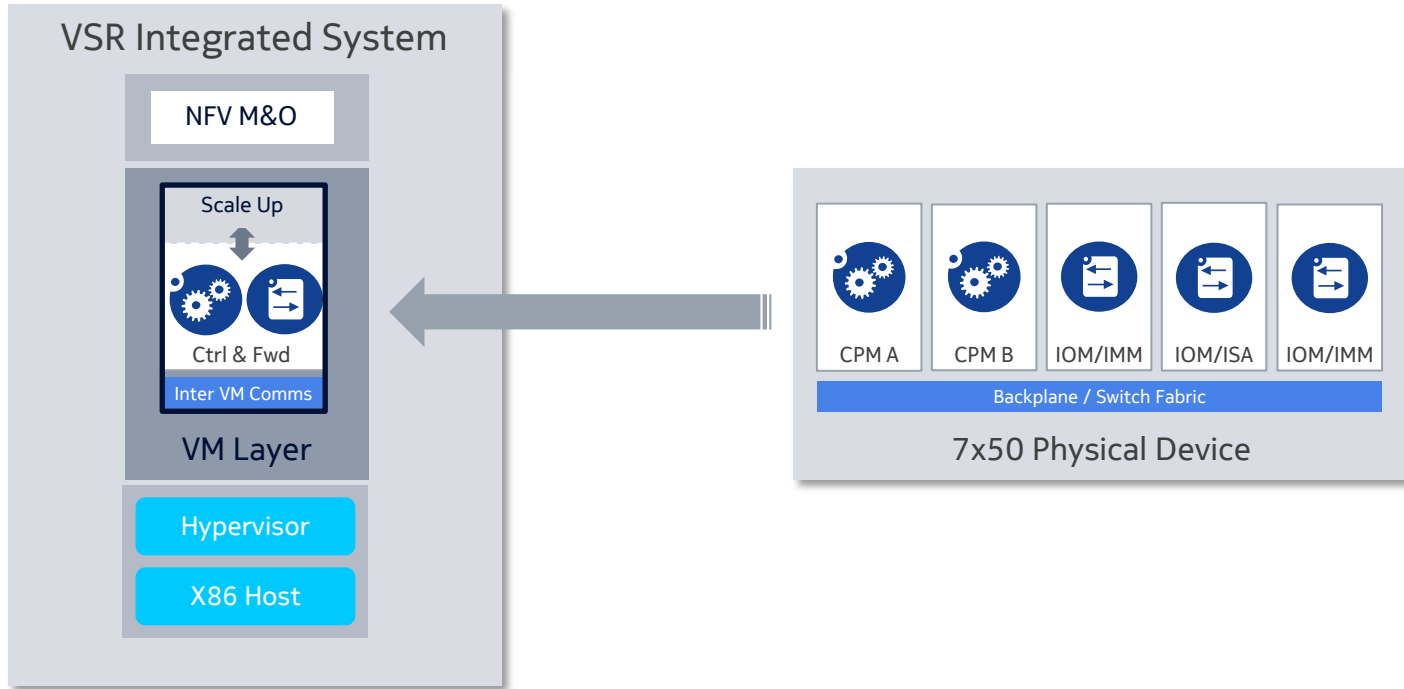 VSR Integrated System
NFV M&O
Scale Up
Ctrl & Fwd
Inter VM Comms
VM Layer
Hypervisor
X86 Host
CPM A
CPM B
IOM/IMM
IOM/ISA
IOM/IMM
Backplane / Switch Fabric
7x50 Physical Device